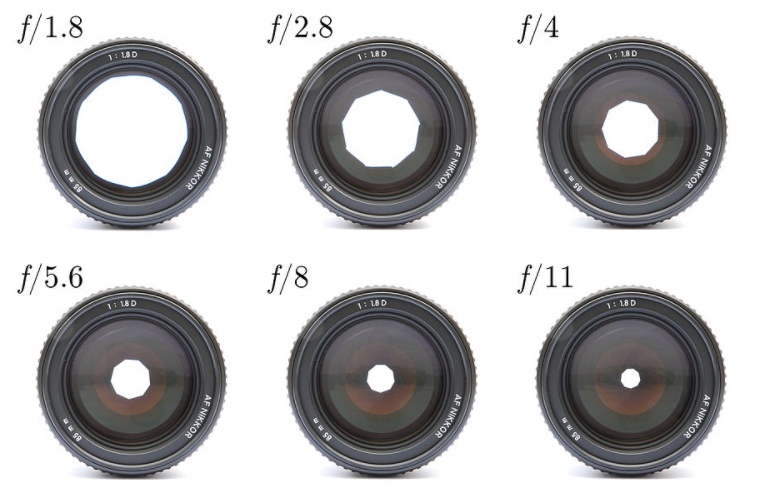 f/1.8
1 : 1.8 D
AF NIKKOR
85 mm
f/2.8
1 : 1.8 D
AF NIKKOR
85 mm
f/4
1 : 1.8 D
AF NIKKOR
85 mm
f/5.6
1 : 1.8 D
AF NIKKOR
85 mm
f/8
1 : 1.8 D
AF NIKKOR
85 mm
f/11
1 : 1.8 D
AF NIKKOR
85 mm